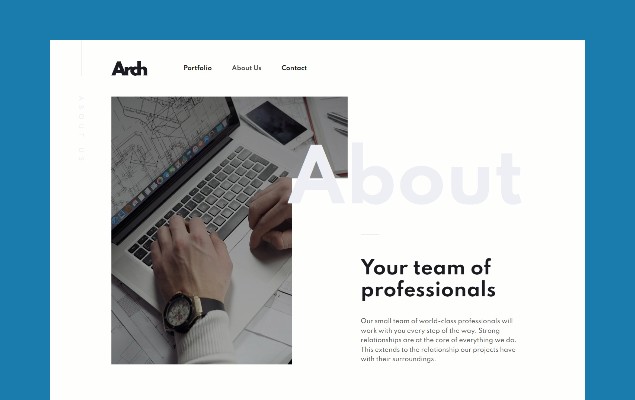 Arch
Portfolio
About Us
Contact
ABOUT US
About
Your team of
professionals
Our small team of world-class professionals will
work with you every step of the way. Strong
relationships are at the core of everything we do.
This extends to the relationship our projects have
with their surroundings.